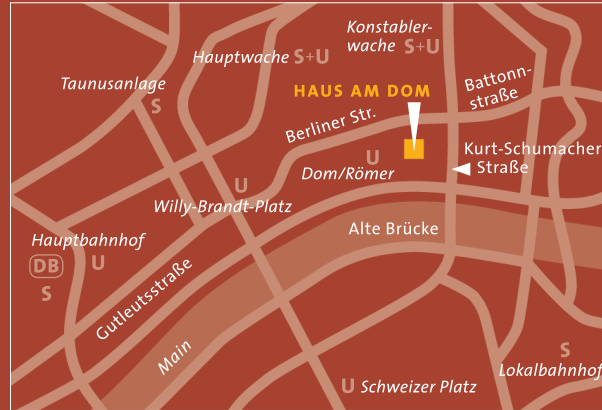 Konstabler-
wache S+U
Hauptwache S+U
Taunusanlage
S
HAUS AM DOM
Battonn-
straße
Berliner Str.
Kurt-Schumacher
Straße
U
Dom/Römer
U
Willy-Brandt-Platz
Alte Brücke
Hauptbahnhof
DB U
S
Gutleutsstraße
Main
S
Lokalbahnhof
U Schweizer Platz